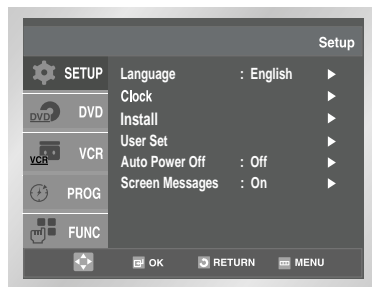 Setup
SETUP
DVD DVD
VCR VCR
PROG
FUNC
Language : English ►
Clock ►
Install ►
User Set ►
Auto Power Off : Off ►
Screen Messages : On ►
OK RETURN MENU